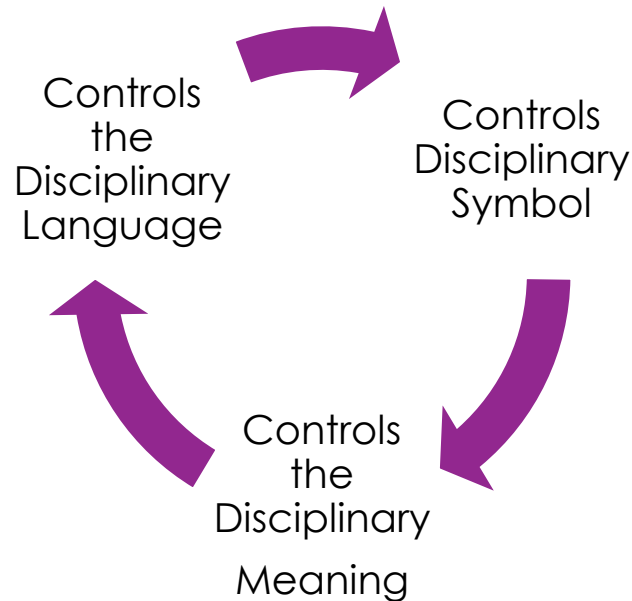 Controls
the
Disciplinary
Language
Controls
Disciplinary
Symbol
Controls
the
Disciplinary
Meaning